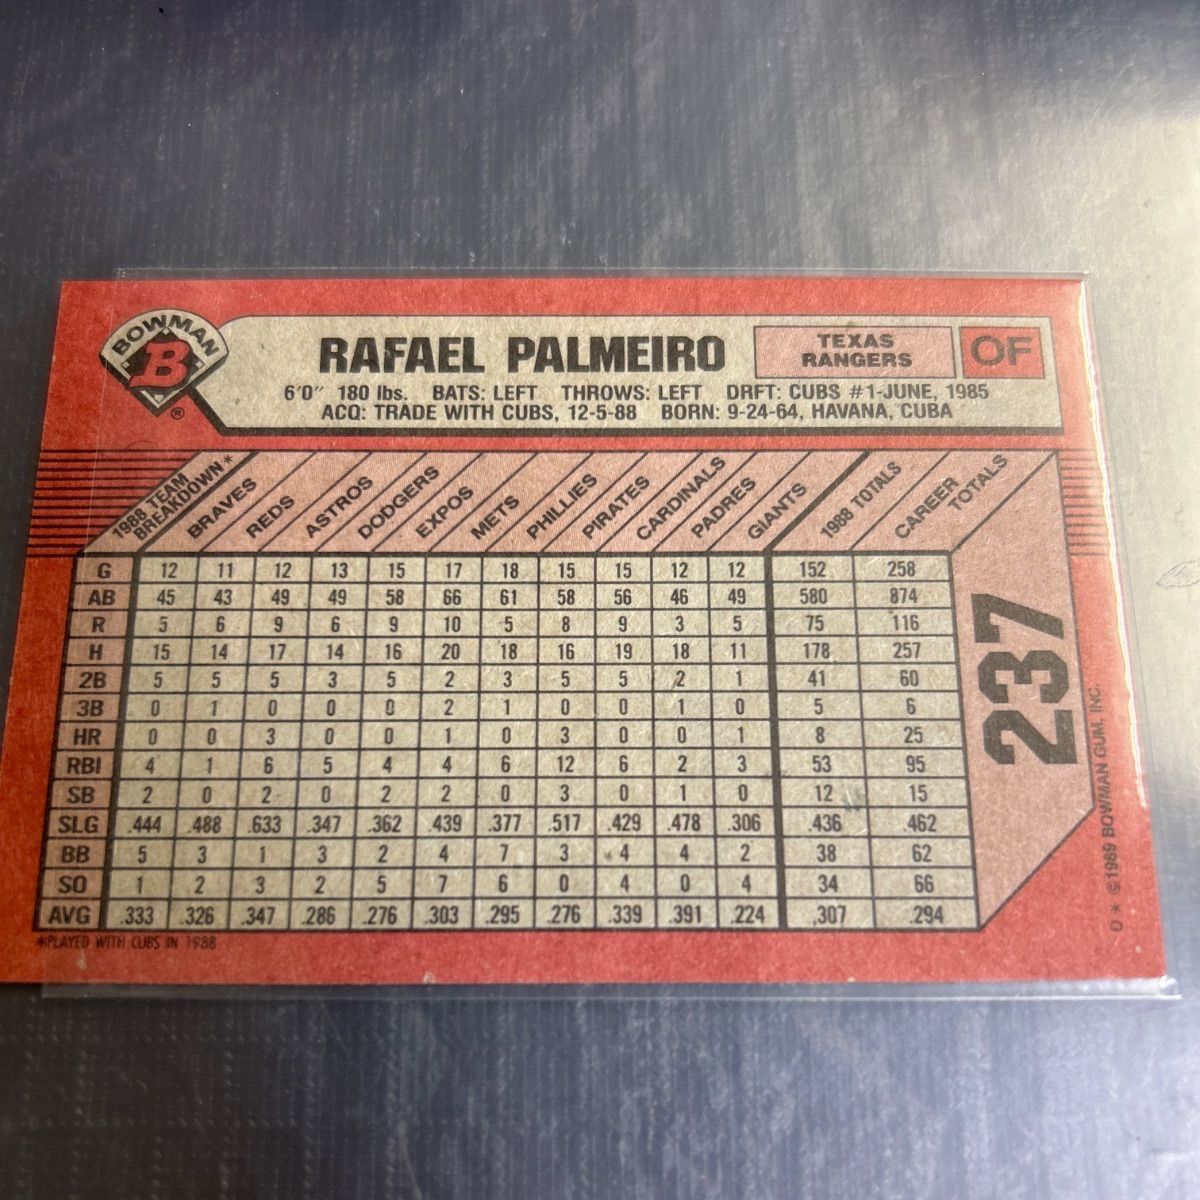 BOWMAN
B
®
RAFAEL PALMEIRO
TEXAS
RANGERS
OF
6'0" 180 lbs. BATS: LEFT THROWS: LEFT DRFT: CUBS #1-JUNE, 1985
ACQ: TRADE WITH CUBS, 12-5-88 BORN: 9-24-64, HAVANA, CUBA
1988 TEAM
BREAKDOWN* BRAVES REDS ASTROS DODGERS EXPOS METS PHILLIES PIRATES CARDINALS PADRES GIANTS 1988 TOTALS CAREER TOTALS
G 12 11 12 13 15 17 18 15 15 12 12 152 258
AB 45 43 49 49 58 66 61 58 56 46 49 580 874
R 5 6 9 6 9 10 5 8 9 3 5 75 116
H 15 14 17 14 16 20 18 16 19 18 11 178 257
2B 5 5 5 3 5 2 3 5 5 2 1 41 60
3B 0 1 0 0 0 2 1 0 0 1 0 5 6
HR 0 0 3 0 0 1 0 3 0 0 1 8 25
RBI 4 1 6 5 4 4 6 12 6 2 3 53 95
SB 2 0 2 0 2 2 0 3 0 1 0 12 15
SLG .444 .488 .633 .347 .362 .439 .377 .517 .429 .478 .306 .436 .462
BB 5 3 1 3 2 4 7 3 4 4 2 38 62
SO 1 2 3 2 5 7 6 0 4 0 4 34 66
AVG .333 .326 .347 .286 .276 .303 .295 .276 .339 .391 .224 .307 .294
*PLAYED WITH CUBS IN 1988
237
D * © 1989 BOWMAN GUM, INC.